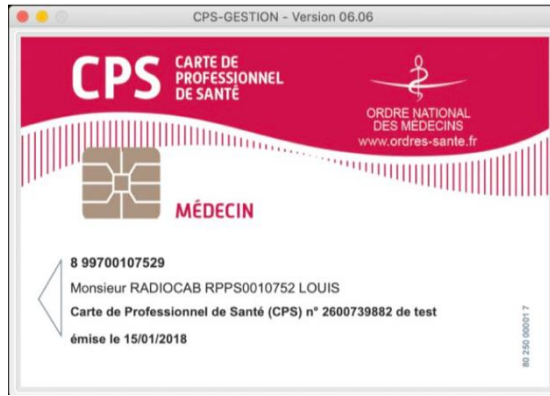 CPS-GESTION - Version 06.06
CPS
CARTE DE
PROFESSIONNEL
DE SANTÉ
ORDRE NATIONAL
DES MÉDECINS
www.ordres-sante.fr
MÉDECIN
8 99700107529
Monsieur RADIOCAB RPPS0010752 LOUIS
Carte de Professionnel de Santé (CPS) n° 2600739882 de test
émise le 15/01/2018
80 250 00001 7